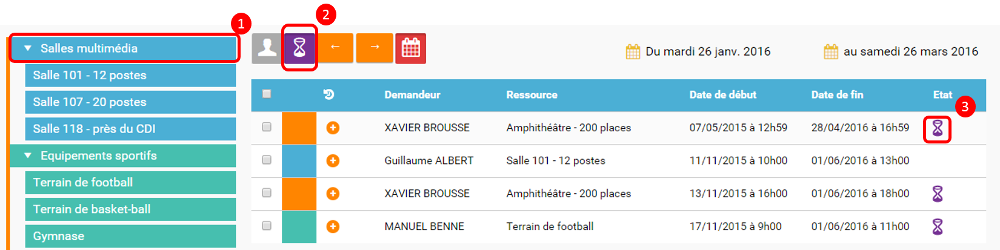 1
2
Salles multimédia
← →
Du mardi 26 janv. 2016
au samedi 26 mars 2016
Salle 101 - 12 postes
Salle 107 - 20 postes
Salle 118 - près du CDI
Equipements sportifs
Terrain de football
Terrain de basket-ball
Gymnase
Demandeur Ressource Date de début Date de fin Etat
3
XAVIER BROUSSE Amphithéâtre - 200 places 07/05/2015 à 12h59 28/04/2016 à 16h59
Guillaume ALBERT Salle 101 - 12 postes 11/11/2015 à 10h00 01/06/2016 à 13h00
XAVIER BROUSSE Amphithéâtre - 200 places 13/11/2015 à 16h00 01/06/2016 à 18h00
MANUEL BENNE Terrain de football 17/11/2015 à 9h00 01/06/2016 à 11h00